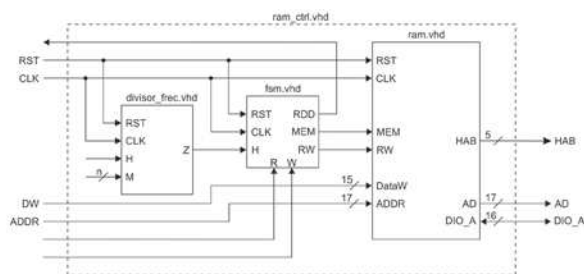 ram_ctrl.vhd
ram.vhd
RST
CLK
divisor_frec.vhd
RST
CLK
H
n
M
Z
fsm.vhd
RST
CLK
H
RDD
MEM
RW
R W
RST
CLK
MEM
RW
15
DataW
17
ADDR
HAB
5
HAB
AD
17
AD
DIO_A
16
DIO_A
DW
ADDR